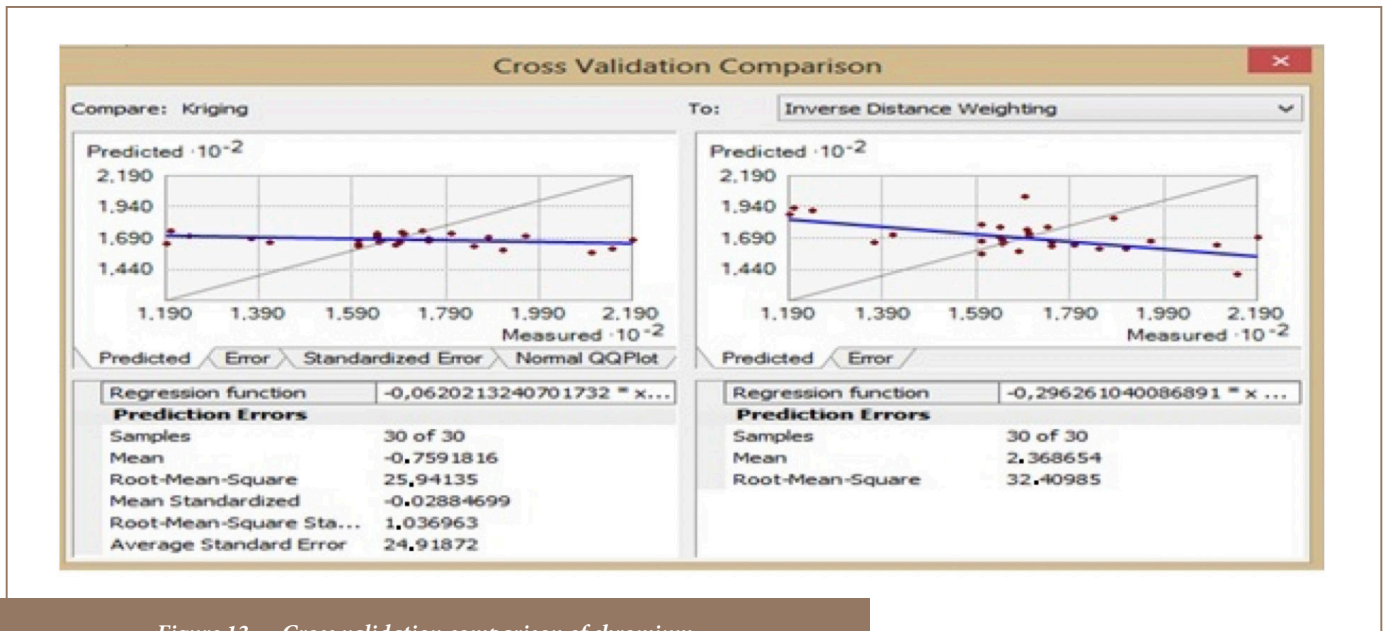 Cross Validation Comparison
Compare: Kriging
To: Inverse Distance Weighting
Predicted ·10-2
2,190
1,940
1,690
1,440
1,190 1,390 1,590 1,790 1,990 2,190
Measured ·10-2
Predicted Error Standardized Error Normal QQPlot
Regression function -0,0620213240701732 * x...
Prediction Errors
Samples 30 of 30
Mean -0.7591816
Root-Mean-Square 25,94135
Mean Standardized -0.02884699
Root-Mean-Square Sta... 1,036963
Average Standard Error 24,91872
Predicted ·10-2
2,190
1,940
1,690
1,440
1,190 1,390 1,590 1,790 1,990 2,190
Measured ·10-2
Predicted Error
Regression function -0,296261040086891 * x ...
Prediction Errors
Samples 30 of 30
Mean 2.368654
Root-Mean-Square 32,40985
Cross validation comparison of chromium